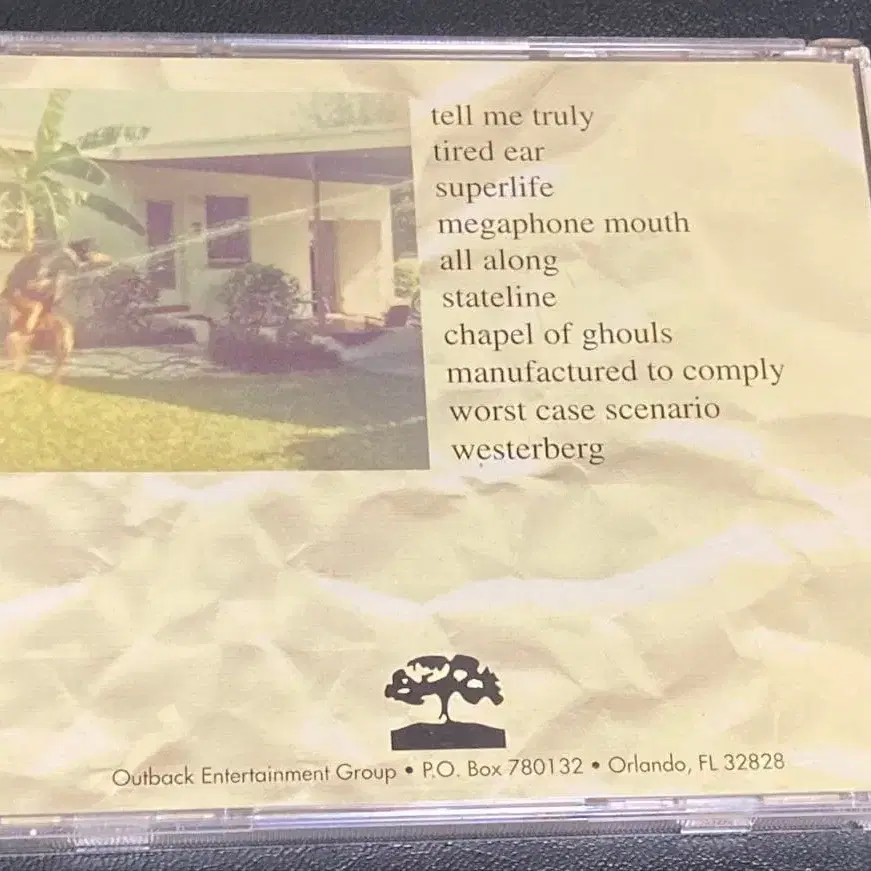 tell me truly
tired ear
superlife
megaphone mouth
all along
stateline
chapel of ghouls
manufactured to comply
worst case scenario
westerberg
Outback Entertainment Group • P.O. Box 780132 • Orlando, FL 32828